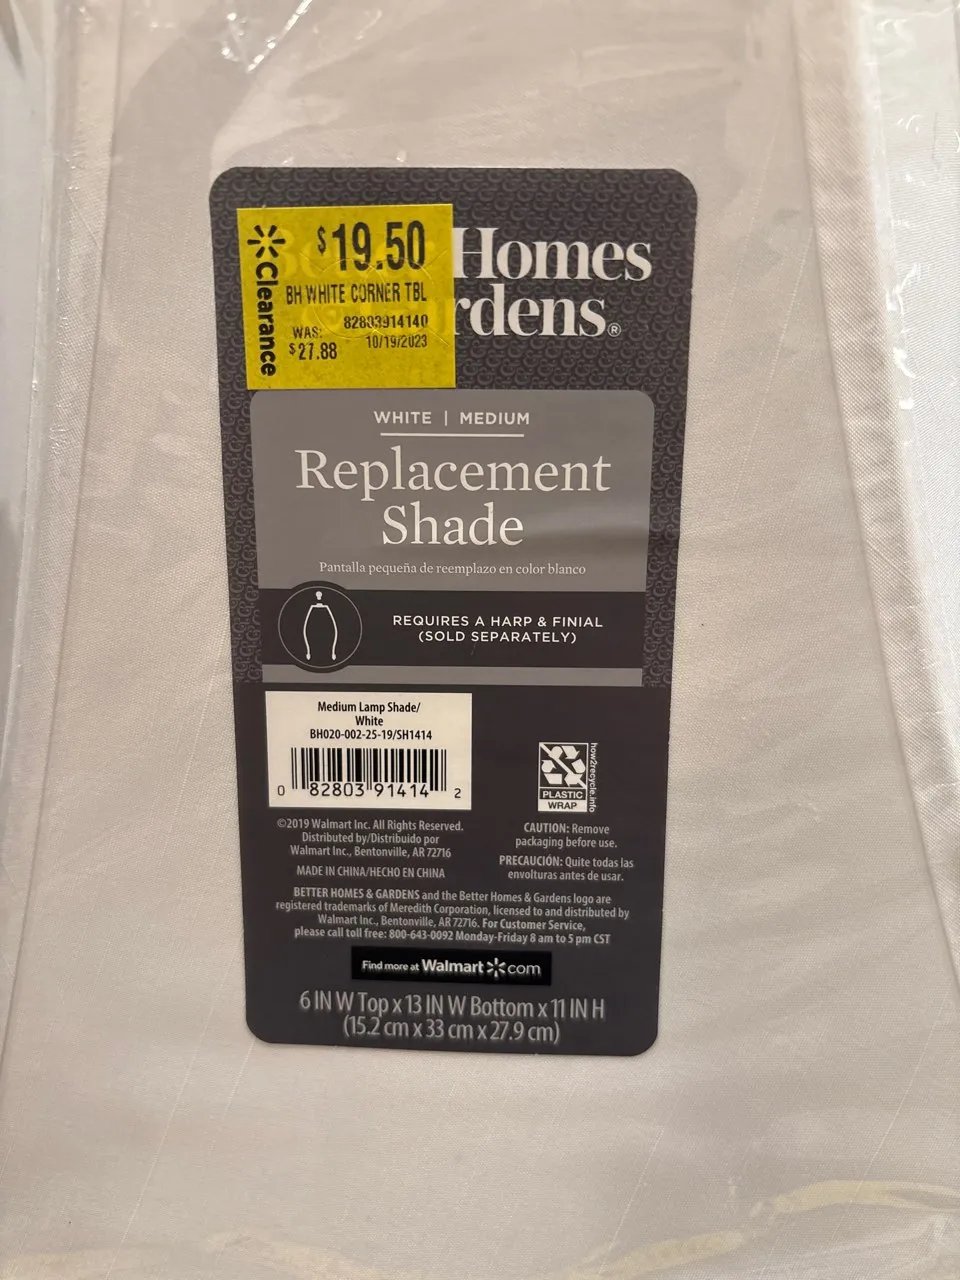 $19.50
Homes
rdens®
Clearance
BH WHITE CORNER TBL
82803914140
WAS:
$27.88
10/19/2023
WHITE | MEDIUM
Replacement
Shade
Pantalla pequeña de reemplazo en color blanco
REQUIRES A HARP & FINIAL
(SOLD SEPARATELY)
Medium Lamp Shade/
White
BH020-002-25-19/SH1414
0 82803 91414 2
how2recycle.info
PLASTIC
WRAP
©2019 Walmart Inc. All Rights Reserved.
Distributed by/Distribuido por
Walmart Inc., Bentonville, AR 72716
MADE IN CHINA/HECHO EN CHINA
CAUTION: Remove
packaging before use.
PRECAUCIÓN: Quite todas las
envolturas antes de usar.
BETTER HOMES & GARDENS and the Better Homes & Gardens logo are
registered trademarks of Meredith Corporation, licensed to and distributed by
Walmart Inc., Bentonville, AR 72716. For Customer Service,
please call toll free: 800-643-0092 Monday-Friday 8 am to 5 pm CST
Find more at Walmart.com
6 IN W Top x 13 IN W Bottom x 11 IN H
(15.2 cm x 33 cm x 27.9 cm)